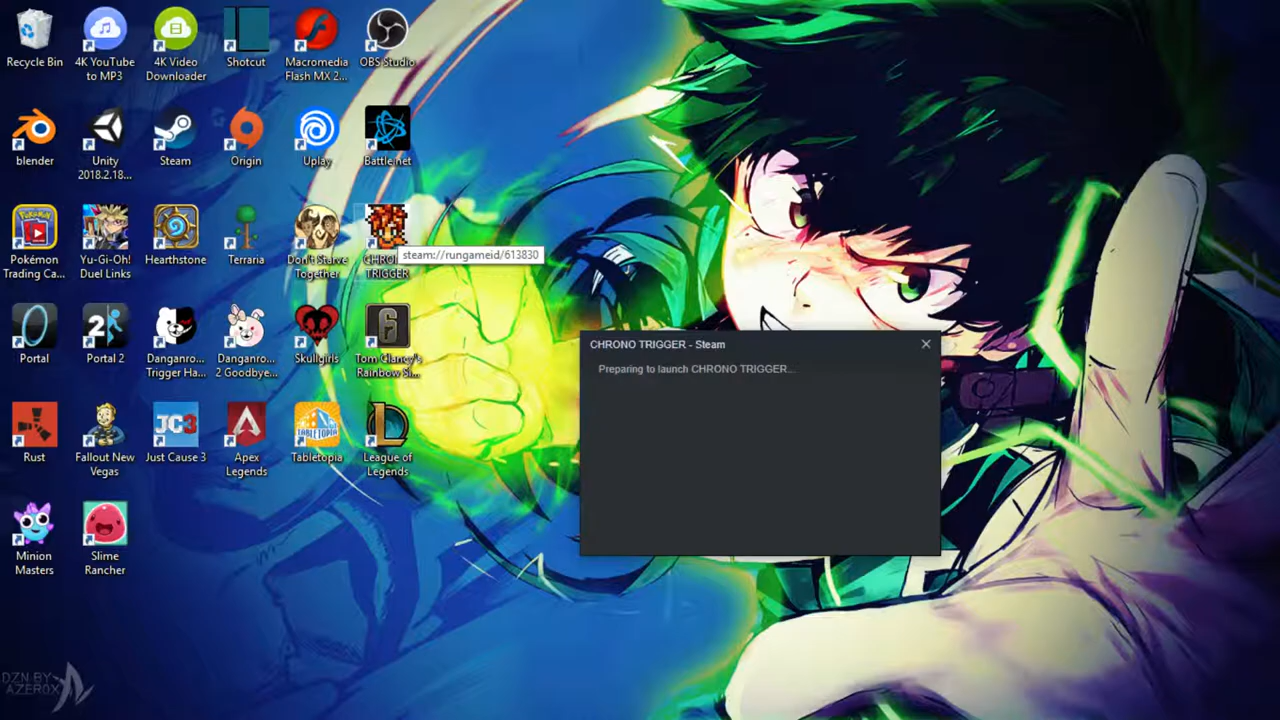 Recycle Bin
4K YouTube
to MP3
4K Video
Downloader
Shotcut
Macromedia
Flash MX 2...
OBS Studio
blender
Unity
2018.2.18...
Steam
Origin
Uplay
Battle.net
Pokémon
Trading Ca...
Yu-Gi-Oh!
Duel Links
Hearthstone
Terraria
Don't Starve
Together
CHRONO
TRIGGER
steam://rungameid/613830
Portal
Portal 2
Danganro...
Trigger Ha...
Danganro...
2 Goodbye...
Skullgirls
Tom Clancy's
Rainbow Si...
CHRONO TRIGGER - Steam
Preparing to launch CHRONO TRIGGER...
Rust
Fallout New
Vegas
JC3
Just Cause 3
Apex
Legends
TABLETOPIA
Tabletopia
League of
Legends
Minion
Masters
Slime
Rancher
DZN BY
AZEROX